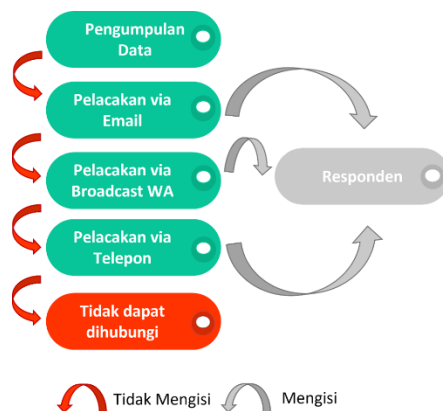 Pengumpulan
Data
Pelacakan via
Email
Pelacakan via
Broadcast WA
Responden
Pelacakan via
Telepon
Tidak dapat
dihubungi
Tidak Mengisi
Mengisi